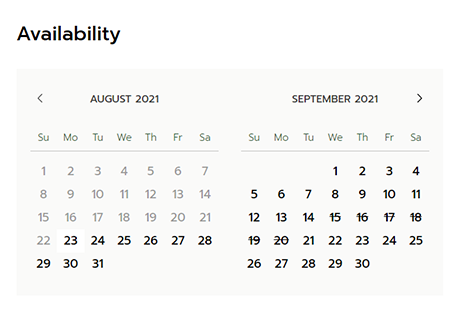 Availability
AUGUST 2021
Su Mo Tu We Th Fr Sa
1 2 3 4 5 6 7
8 9 10 11 12 13 14
15 16 17 18 19 20 21
22 23 24 25 26 27 28
29 30 31
SEPTEMBER 2021
Su Mo Tu We Th Fr Sa
1 2 3 4
5 6 7 8 9 10 11
12 13 14 15 16 17 18
19 20 21 22 23 24 25
26 27 28 29 30